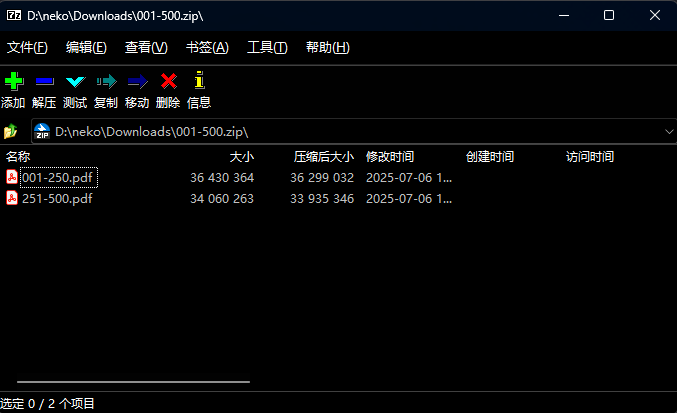 D:\neko\Downloads\001-500.zip\
文件(F) 编辑(E) 查看(V) 书签(A) 工具(T) 帮助(H)
添加 解压 测试 复制 移动 删除 信息
ZIP D:\neko\Downloads\001-500.zip\
名称 大小 压缩后大小 修改时间 创建时间 访问时间
001-250.pdf 36 430 364 36 299 032 2025-07-06 1...
251-500.pdf 34 060 263 33 935 346 2025-07-06 1...
选定 0 / 2 个项目